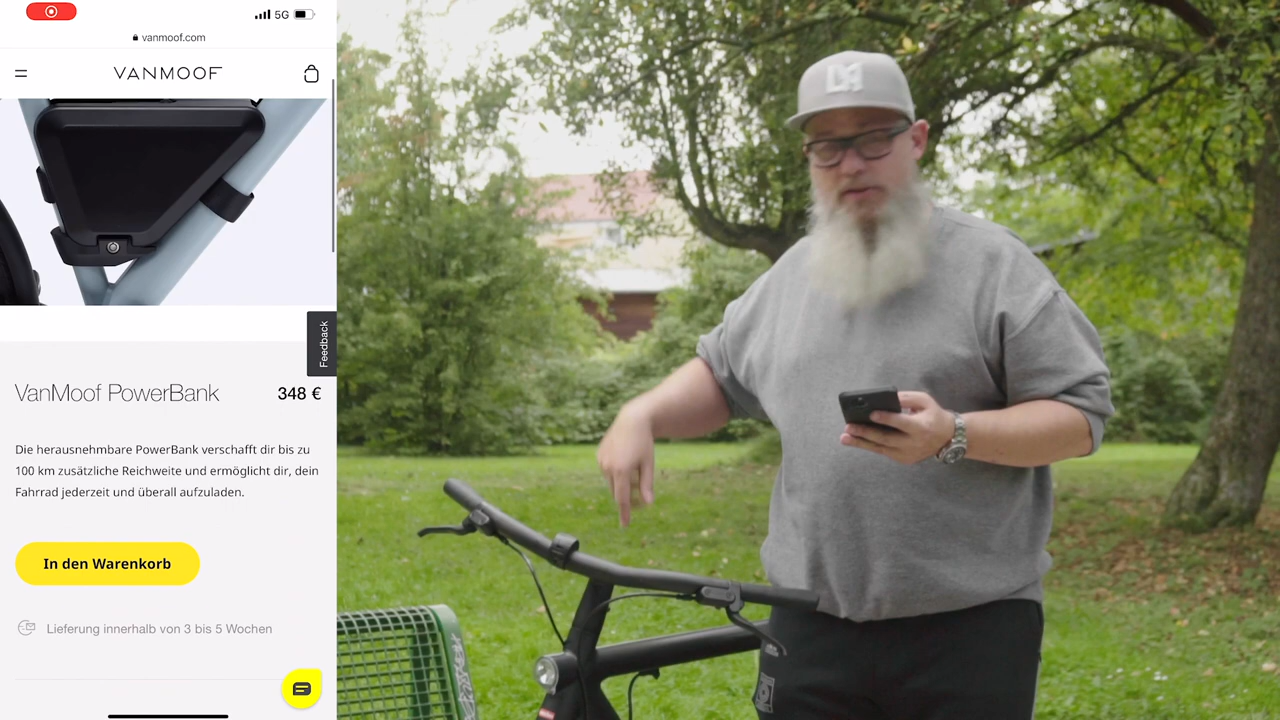 5G
vanmoof.com
VANMOOF
Feedback
VanMoof PowerBank
348 €
Die herausnehmbare PowerBank verschafft dir bis zu
100 km zusätzliche Reichweite und ermöglicht dir, dein
Fahrrad jederzeit und überall aufzuladen.
In den Warenkorb
Lieferung innerhalb von 3 bis 5 Wochen